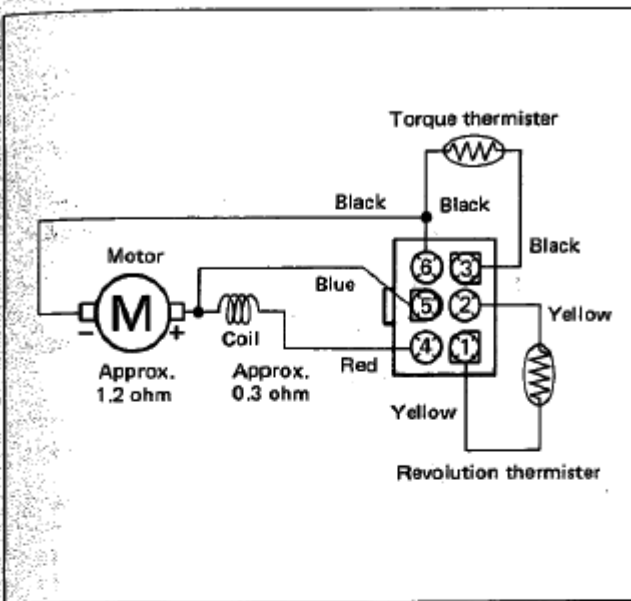 Torque thermister
Black
Black
Black
Motor
Blue
6
3
5
2
Yellow
M
−
+
Coil
4
1
Red
Approx.
1.2 ohm
Approx.
0.3 ohm
Yellow
Revolution thermister